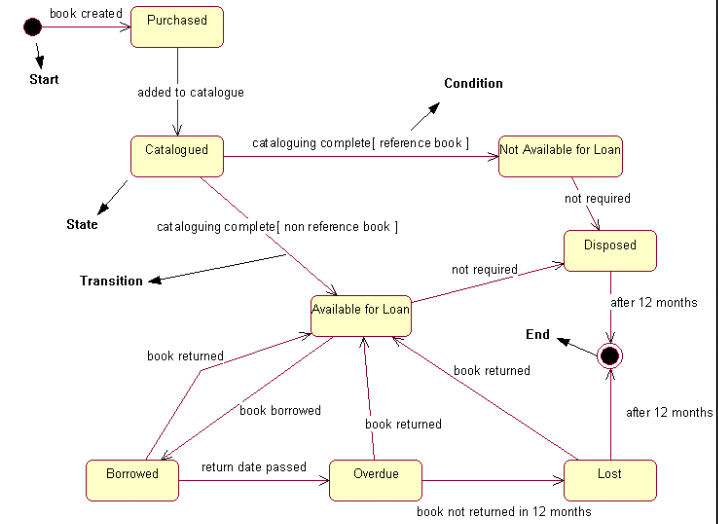 book created
Purchased
Start
added to catalogue
Condition
Catalogued
cataloguing complete[ reference book ]
Not Available for Loan
not required
State
cataloguing complete[ non reference book ]
Disposed
Transition
not required
Available for Loan
after 12 months
End
book returned
book returned
book borrowed
book returned
after 12 months
Borrowed
return date passed
Overdue
Lost
book not returned in 12 months